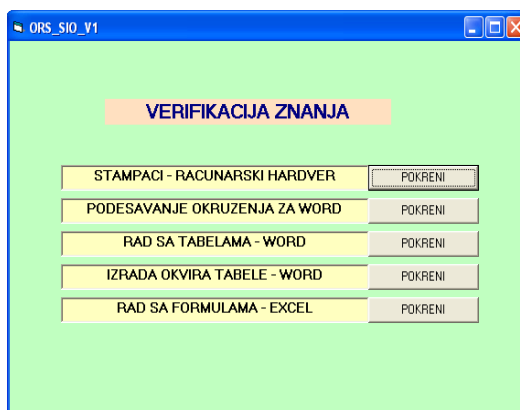 ORS_SIO_V1
VERIFIKACIJA ZNANJA
STAMPACI - RACUNARSKI HARDVER POKRENI
PODESAVANJE OKRUZENJA ZA WORD POKRENI
RAD SA TABELAMA - WORD POKRENI
IZRADA OKVIRA TABELE - WORD POKRENI
RAD SA FORMULAMA - EXCEL POKRENI